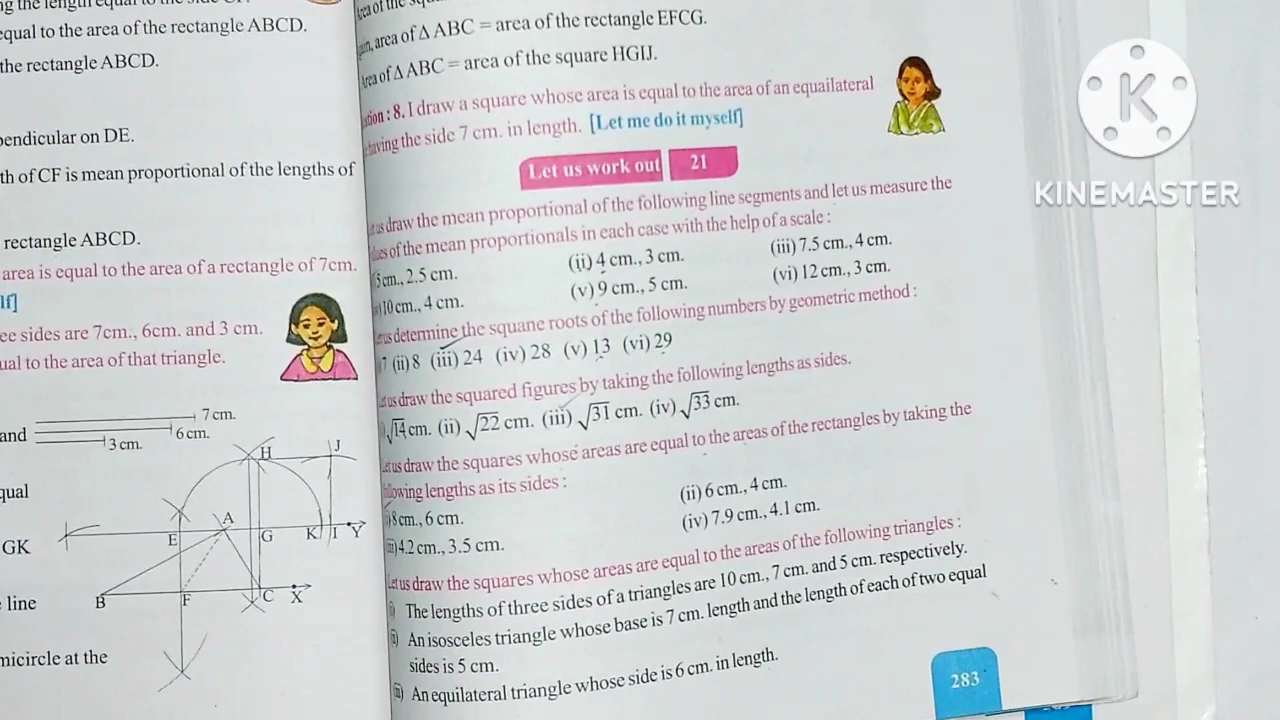 equal to the area of the rectangle ABCD.
the rectangle ABCD.
pendicular on DE.
th of CF is mean proportional of the lengths of
rectangle ABCD.
area is equal to the area of a rectangle of 7cm.
lf]
ee sides are 7cm., 6cm. and 3 cm.
ual to the area of that triangle.
and
7 cm.
6 cm.
3 cm.
H
J
qual
A
E
G
K
I
Y
GK
line
B
F
C
X
micircle at the
area of Δ ABC = area of the rectangle EFCG.
Area of Δ ABC = area of the square HGIJ.
tion : 8. I draw a square whose area is equal to the area of an equailateral
having the side 7 cm. in length. [Let me do it myself]
Let us work out 21
us draw the mean proportional of the following line segments and let us measure the
ues of the mean proportionals in each case with the help of a scale :
5cm., 2.5 cm. (ii) 4 cm., 3 cm. (iii) 7.5 cm., 4 cm.
)10 cm., 4 cm. (v) 9 cm., 5 cm. (vi) 12 cm., 3 cm.
us determine the squane roots of the following numbers by geometric method :
7 (ii) 8 (iii) 24 (iv) 28 (v) 13 (vi) 29
us draw the squared figures by taking the following lengths as sides.
√14 cm. (ii) √22 cm. (iii) √31 cm. (iv) √33 cm.
Let us draw the squares whose areas are equal to the areas of the rectangles by taking the
following lengths as its sides :
8 cm., 6 cm. (ii) 6 cm., 4 cm.
(iii) 4.2 cm., 3.5 cm. (iv) 7.9 cm., 4.1 cm.
Let us draw the squares whose areas are equal to the areas of the following triangles :
i) The lengths of three sides of a triangles are 10 cm., 7 cm. and 5 cm. respectively.
(ii) An isosceles triangle whose base is 7 cm. length and the length of each of two equal
sides is 5 cm.
(iii) An equilateral triangle whose side is 6 cm. in length.
283
K
KINEMASTER